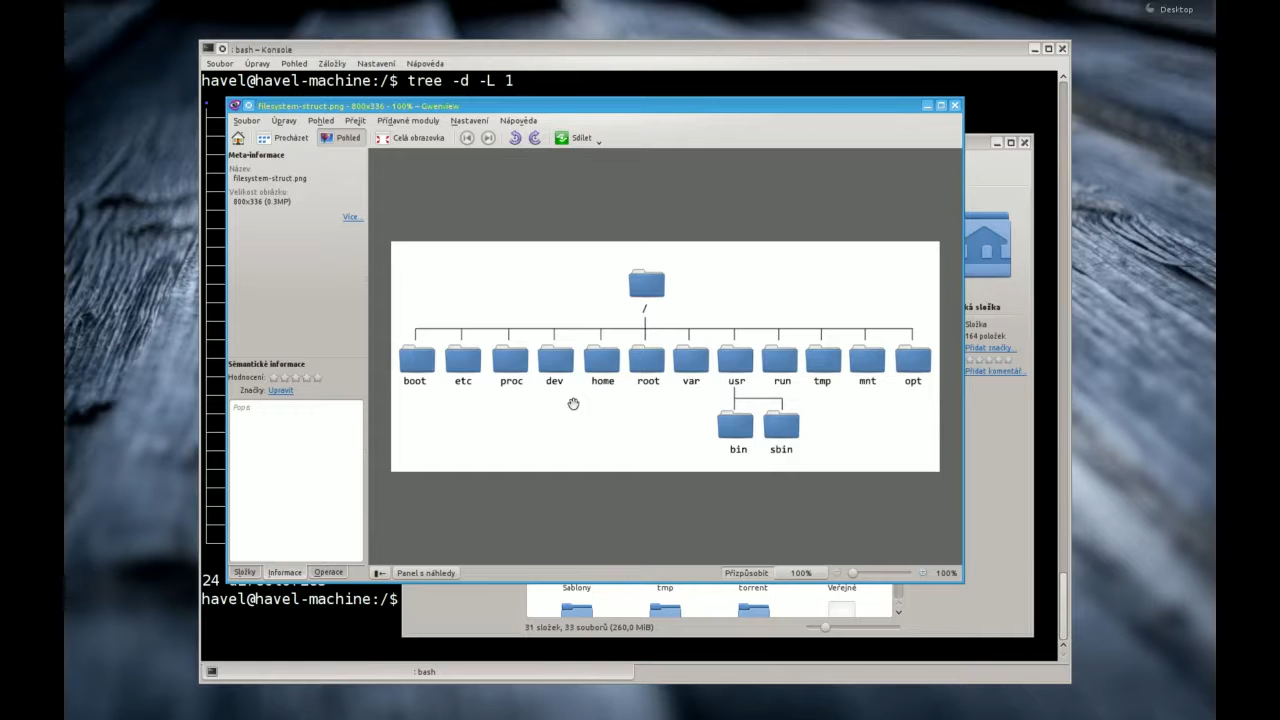 Desktop
: bash – Konsole
Soubor Úpravy Pohled Záložky Nastavení Nápověda
havel@havel-machine:/$ tree -d -L 1
filesystem-struct.png - 800x336 - 100% – Gwenview
Soubor Úpravy Pohled Přejít Přídavné moduly Nastavení Nápověda
Procházet Pohled Celá obrazovka Sdílet
Meta-informace
Název:
filesystem-struct.png
Velikost obrázku:
800x336 (0.3MP)
Více...
/
boot etc proc dev home root var usr run tmp mnt opt
bin sbin
ká složka
Složka
164 položek
Přidat značky...
Přidat komentář...
Sémantické informace
Hodnocení:
Značky: Upravit
Popis
Složky Informace Operace
Panel s náhledy
Přizpůsobit 100% 100%
24
havel@havel-machine:/$
Šablony tmp torrent Veřejné
31 složek, 33 souborů (260,0 MiB)
: bash